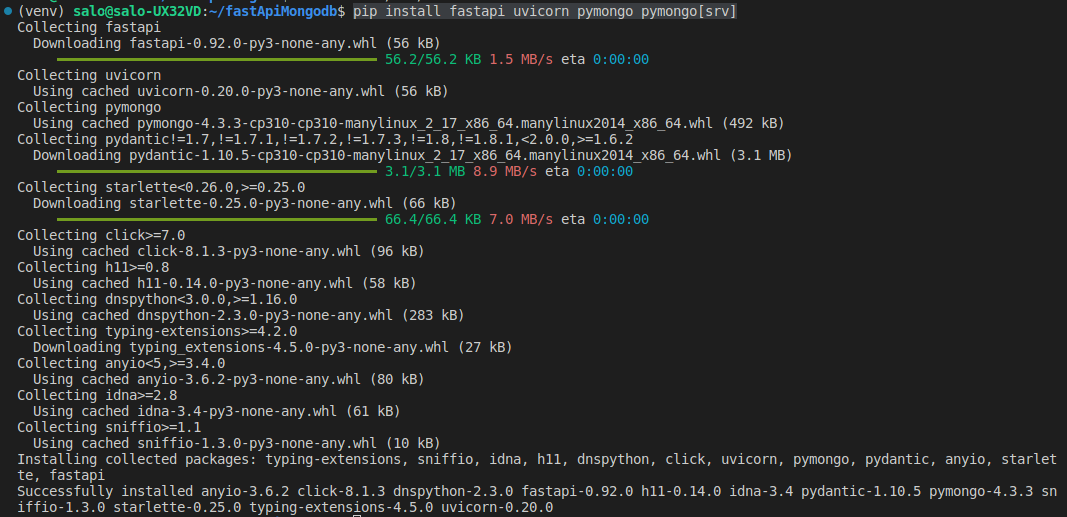 (venv) salo@salo-UX32VD:~/fastApiMongodb$ pip install fastapi uvicorn pymongo pymongo[srv]
Collecting fastapi
  Downloading fastapi-0.92.0-py3-none-any.whl (56 kB)
     56.2/56.2 KB 1.5 MB/s eta 0:00:00
Collecting uvicorn
  Using cached uvicorn-0.20.0-py3-none-any.whl (56 kB)
Collecting pymongo
  Using cached pymongo-4.3.3-cp310-cp310-manylinux_2_17_x86_64.manylinux2014_x86_64.whl (492 kB)
Collecting pydantic!=1.7,!=1.7.1,!=1.7.2,!=1.7.3,!=1.8,!=1.8.1,<2.0.0,>=1.6.2
  Downloading pydantic-1.10.5-cp310-cp310-manylinux_2_17_x86_64.manylinux2014_x86_64.whl (3.1 MB)
     3.1/3.1 MB 8.9 MB/s eta 0:00:00
Collecting starlette<0.26.0,>=0.25.0
  Downloading starlette-0.25.0-py3-none-any.whl (66 kB)
     66.4/66.4 KB 7.0 MB/s eta 0:00:00
Collecting click>=7.0
  Using cached click-8.1.3-py3-none-any.whl (96 kB)
Collecting h11>=0.8
  Using cached h11-0.14.0-py3-none-any.whl (58 kB)
Collecting dnspython<3.0.0,>=1.16.0
  Using cached dnspython-2.3.0-py3-none-any.whl (283 kB)
Collecting typing-extensions>=4.2.0
  Downloading typing_extensions-4.5.0-py3-none-any.whl (27 kB)
Collecting anyio<5,>=3.4.0
  Using cached anyio-3.6.2-py3-none-any.whl (80 kB)
Collecting idna>=2.8
  Using cached idna-3.4-py3-none-any.whl (61 kB)
Collecting sniffio>=1.1
  Using cached sniffio-1.3.0-py3-none-any.whl (10 kB)
Installing collected packages: typing-extensions, sniffio, idna, h11, dnspython, click, uvicorn, pymongo, pydantic, anyio, starlet
te, fastapi
Successfully installed anyio-3.6.2 click-8.1.3 dnspython-2.3.0 fastapi-0.92.0 h11-0.14.0 idna-3.4 pydantic-1.10.5 pymongo-4.3.3 sn
iffio-1.3.0 starlette-0.25.0 typing-extensions-4.5.0 uvicorn-0.20.0